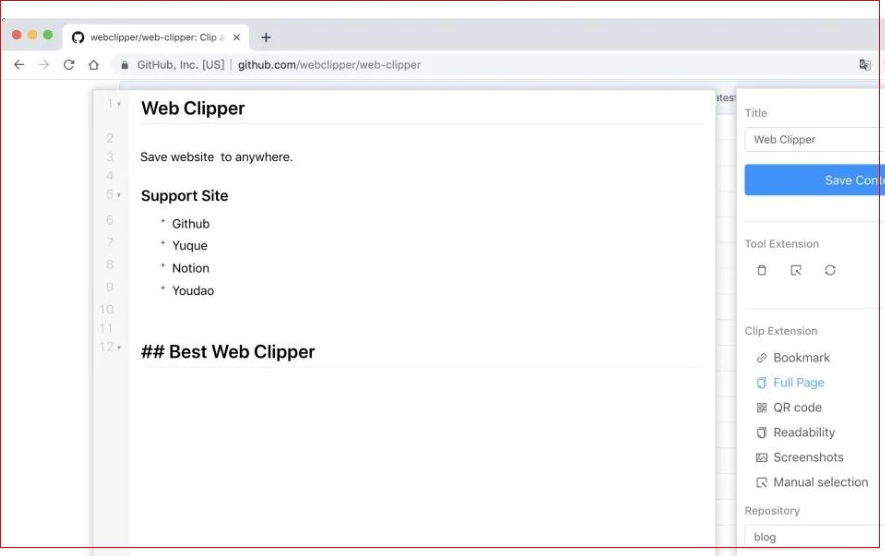 webclipper/web-clipper: Clip a
GitHub, Inc. [US] | github.com/webclipper/web-clipper
1 Web Clipper
2
3 Save website to anywhere.
4
5 Support Site
6 Github
7 Yuque
8 Notion
9 Youdao
10
11
12 ## Best Web Clipper
atest
Title
Web Clipper
Save Conte
Tool Extension
Clip Extension
Bookmark
Full Page
QR code
Readability
Screenshots
Manual selection
Repository
blog